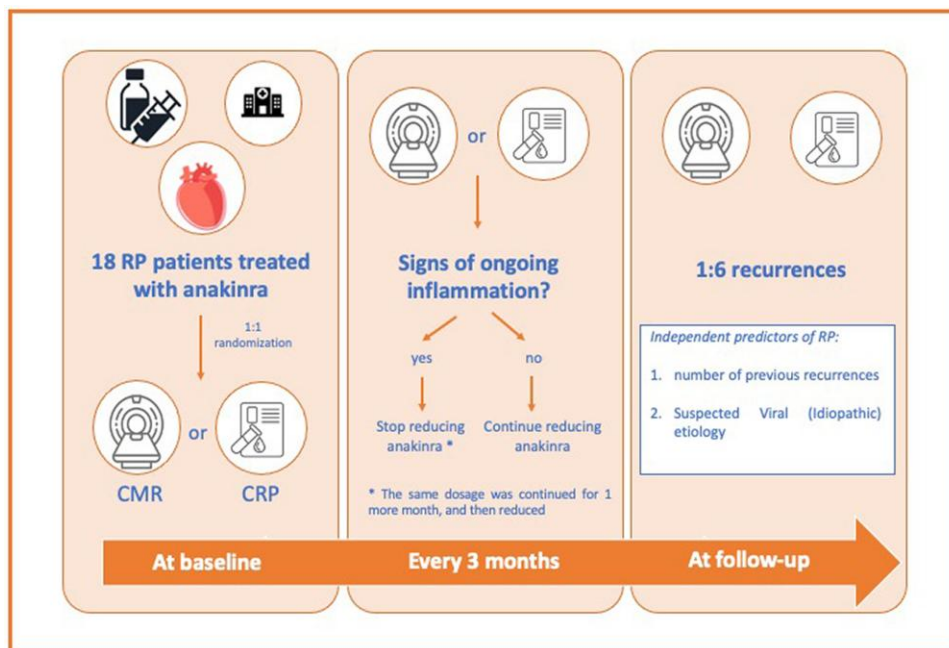 18 RP patients treated
with anakinra
1:1
randomization
or
CMR
CRP
At baseline
or
Signs of ongoing
inflammation?
yes
no
Stop reducing
anakinra *
Continue reducing
anakinra
* The same dosage was continued for 1
more month, and then reduced
Every 3 months
1:6 recurrences
Independent predictors of RP:
1. number of previous recurrences
2. Suspected Viral (Idiopathic)
etiology
At follow-up